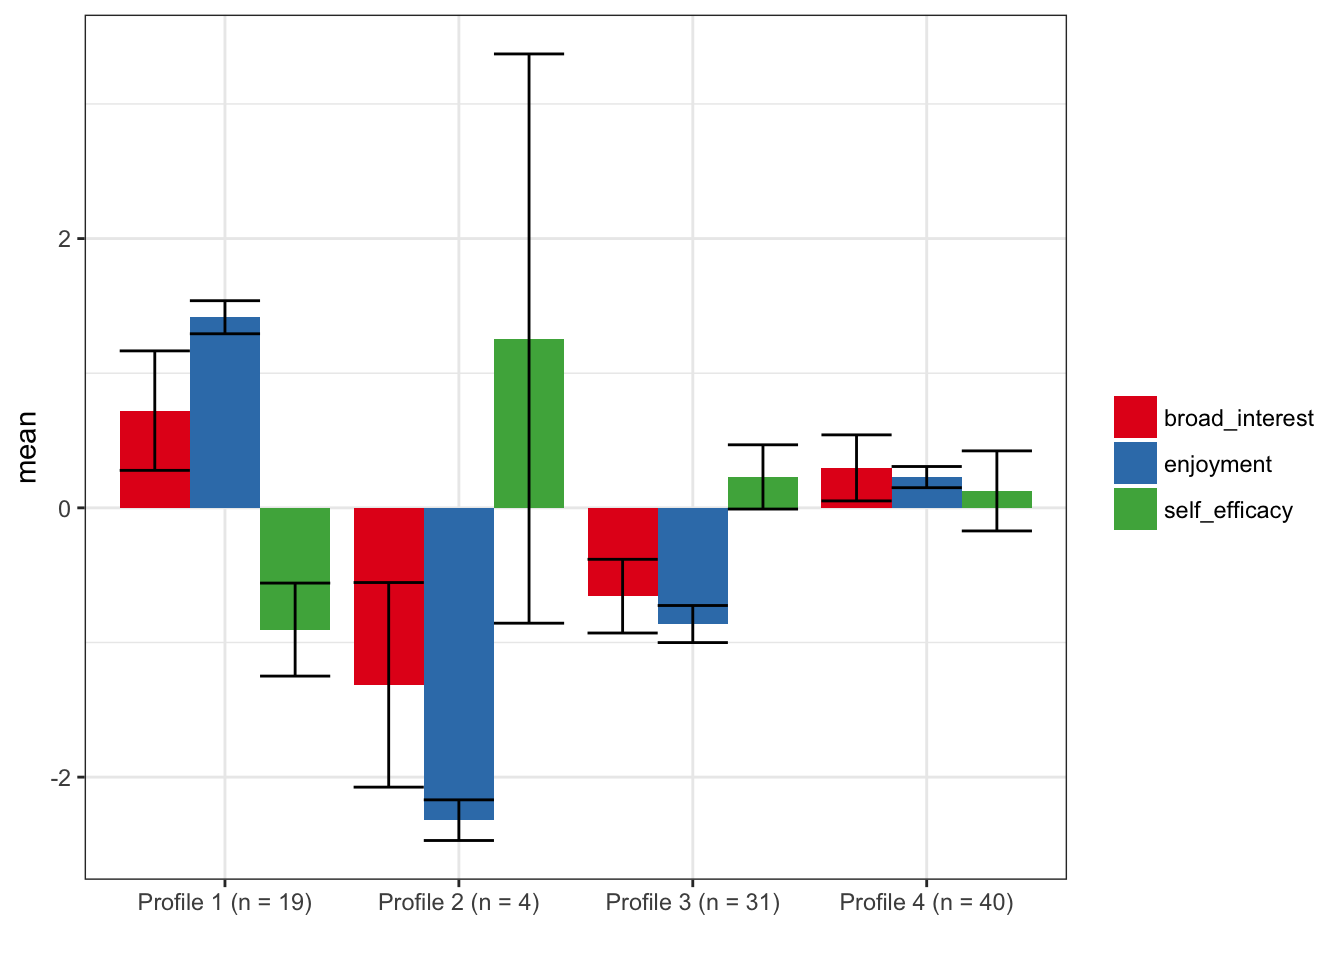 mean
2
0
-2
Profile 1 (n = 19)
Profile 2 (n = 4)
Profile 3 (n = 31)
Profile 4 (n = 40)
broad_interest
enjoyment
self_efficacy